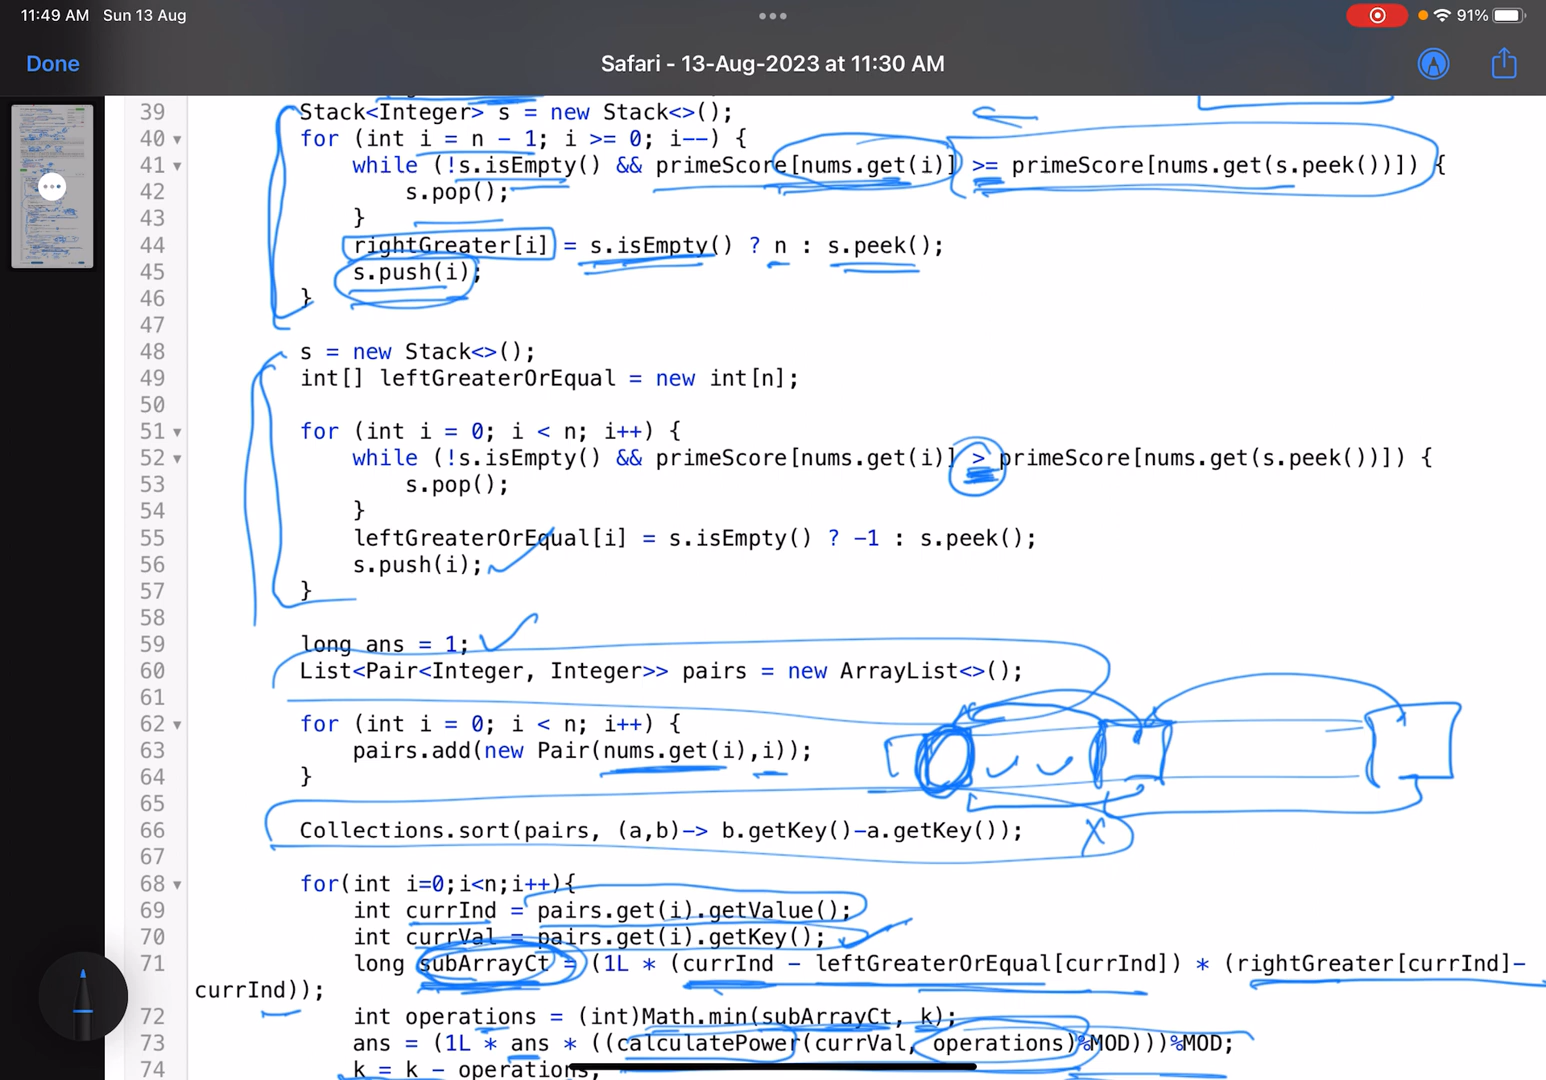 11:49 AM Sun 13 Aug
91%
Done
Safari - 13-Aug-2023 at 11:30 AM
39 Stack<Integer> s = new Stack<>();
40 for (int i = n - 1; i >= 0; i--) {
41 while (!s.isEmpty() && primeScore[nums.get(i)] >= primeScore[nums.get(s.peek())]) {
42 s.pop();
43 }
44 rightGreater[i] = s.isEmpty() ? n : s.peek();
45 s.push(i);
46 }
47
48 s = new Stack<>();
49 int[] leftGreaterOrEqual = new int[n];
50
51 for (int i = 0; i < n; i++) {
52 while (!s.isEmpty() && primeScore[nums.get(i)] > primeScore[nums.get(s.peek())]) {
53 s.pop();
54 }
55 leftGreaterOrEqual[i] = s.isEmpty() ? -1 : s.peek();
56 s.push(i);
57 }
58
59 long ans = 1;
60 List<Pair<Integer, Integer>> pairs = new ArrayList<>();
61
62 for (int i = 0; i < n; i++) {
63 pairs.add(new Pair(nums.get(i),i));
64 }
65
66 Collections.sort(pairs, (a,b)-> b.getKey()-a.getKey());
67
68 for(int i=0;i<n;i++){
69 int currInd = pairs.get(i).getValue();
70 int currVal = pairs.get(i).getKey();
71 long subArrayCt = (1L * (currInd - leftGreaterOrEqual[currInd]) * (rightGreater[currInd]-
currInd));
72 int operations = (int)Math.min(subArrayCt, k);
73 ans = (1L * ans * ((calculatePower(currVal, operations)%MOD)))%MOD;
74 k = k - operations;